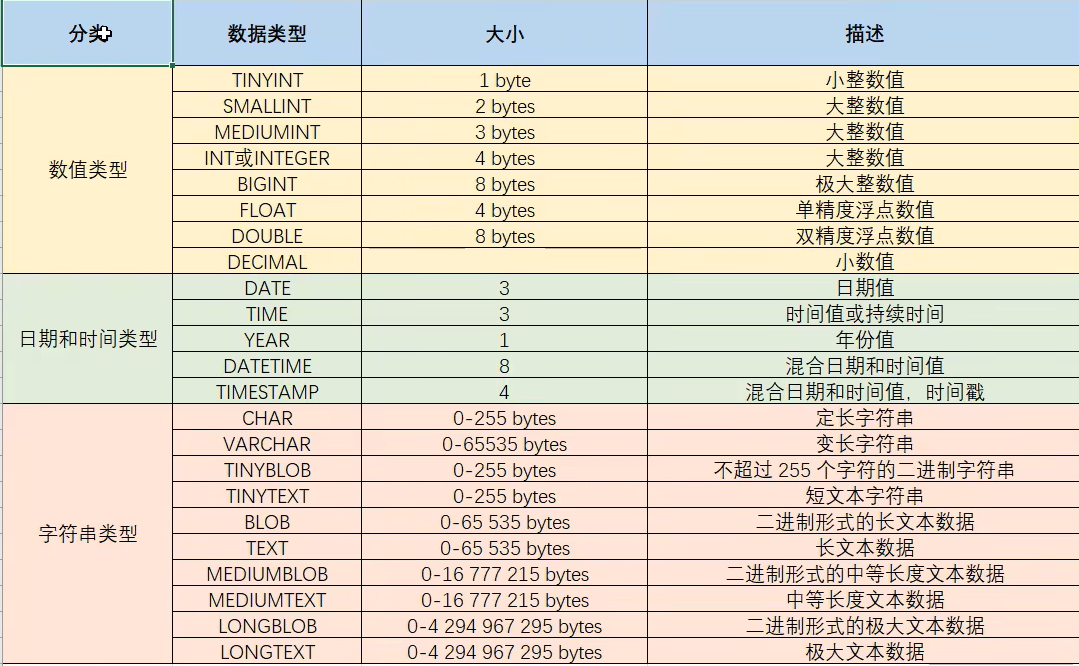 分类 数据类型 大小 描述
数值类型
TINYINT 1 byte 小整数值
SMALLINT 2 bytes 大整数值
MEDIUMINT 3 bytes 大整数值
INT或INTEGER 4 bytes 大整数值
BIGINT 8 bytes 极大整数值
FLOAT 4 bytes 单精度浮点数值
DOUBLE 8 bytes 双精度浮点数值
DECIMAL 小数值
日期和时间类型
DATE 3 日期值
TIME 3 时间值或持续时间
YEAR 1 年份值
DATETIME 8 混合日期和时间值
TIMESTAMP 4 混合日期和时间值，时间戳
字符串类型
CHAR 0-255 bytes 定长字符串
VARCHAR 0-65535 bytes 变长字符串
TINYBLOB 0-255 bytes 不超过 255 个字符的二进制字符串
TINYTEXT 0-255 bytes 短文本字符串
BLOB 0-65 535 bytes 二进制形式的长文本数据
TEXT 0-65 535 bytes 长文本数据
MEDIUMBLOB 0-16 777 215 bytes 二进制形式的中等长度文本数据
MEDIUMTEXT 0-16 777 215 bytes 中等长度文本数据
LONGBLOB 0-4 294 967 295 bytes 二进制形式的极大文本数据
LONGTEXT 0-4 294 967 295 bytes 极大文本数据